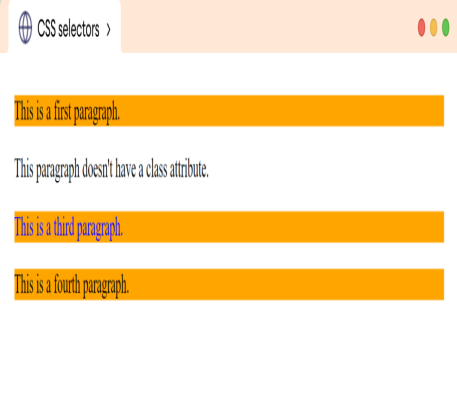 CSS selectors >
This is a first paragraph.
This paragraph doesn't have a class attribute.
This is a third paragraph.
This is a fourth paragraph.